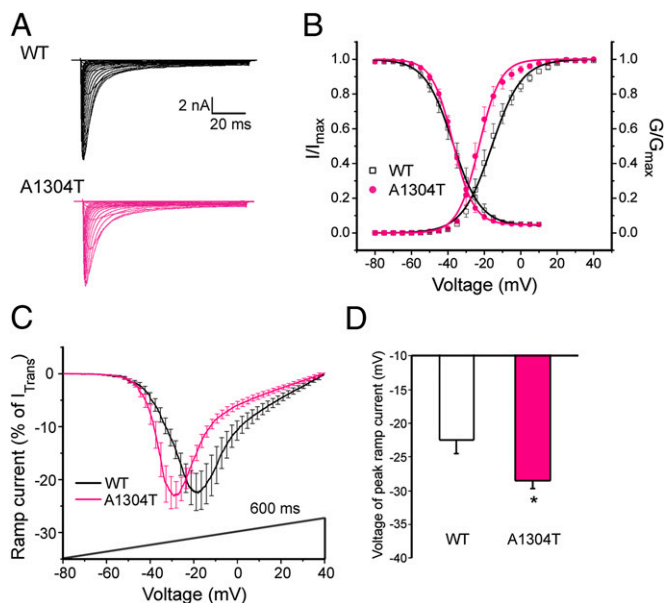 A
WT
2 nA
20 ms
A1304T
B
1.0
0.8
0.6
0.4
0.2
0.0
I/Imax
1.0
0.8
0.6
0.4
0.2
0.0
G/Gmax
WT
A1304T
-80 -60 -40 -20 0 20 40
Voltage (mV)
C
0
-10
-20
-30
Ramp current (% of ITrans)
WT
A1304T
600 ms
-80 -60 -40 -20 0 20 40
Voltage (mV)
D
-10
-15
-20
-25
-30
-35
-40
Voltage of peak ramp current (mV)
*
WT A1304T